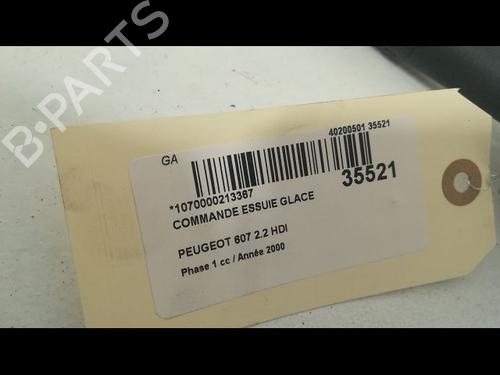 B-PARTS
GA
40200501 35521
*1070000213367
35521
COMMANDE ESSUIE GLACE
PEUGEOT 607 2.2 HDI
Phase 1 cc / Année 2000